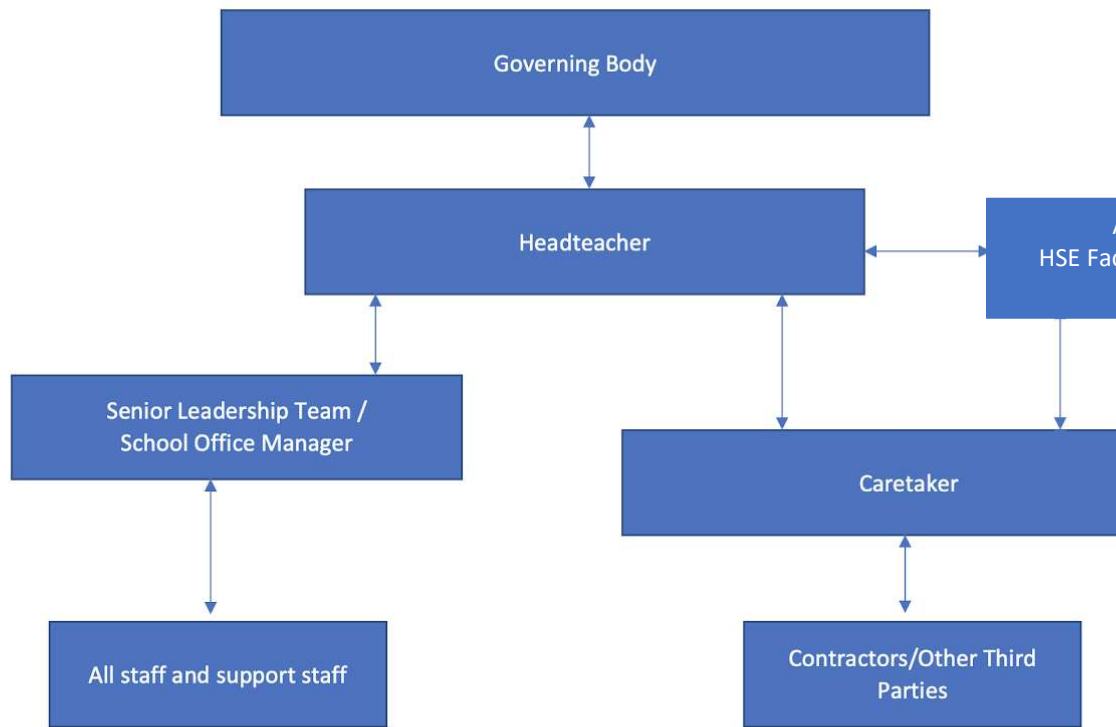 Governing Body
Headteacher
HSE
Senior Leadership Team /
School Office Manager
Caretaker
All staff and support staff
Contractors/Other Third
Parties